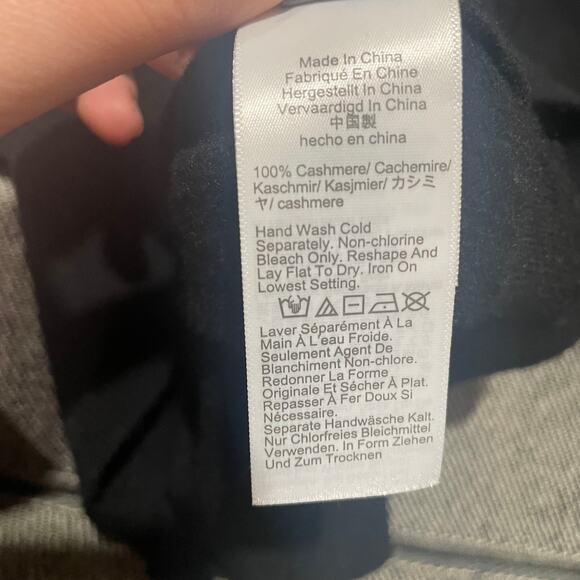 Made In China
Fabriqué En Chine
Hergestellt In China
Vervaardigd In China
中国製
hecho en china
100% Cashmere/ Cachemire/
Kaschmir/ Kasjmier/ カシミ
ヤ/ cashmere
Hand Wash Cold
Separately. Non-chlorine
Bleach Only. Reshape And
Lay Flat To Dry. Iron On
Lowest Setting.
Laver Séparément À La
Main À L'eau Froide.
Seulement Agent De
Blanchiment Non-chlore.
Redonner La Forme
Originale Et Sécher À Plat.
Repasser À Fer Doux Si
Nécessaire.
Separate Handwäsche Kalt.
Nur Chlorfreies Bleichmittel
Verwenden. In Form Ziehen
Und Zum Trocknen